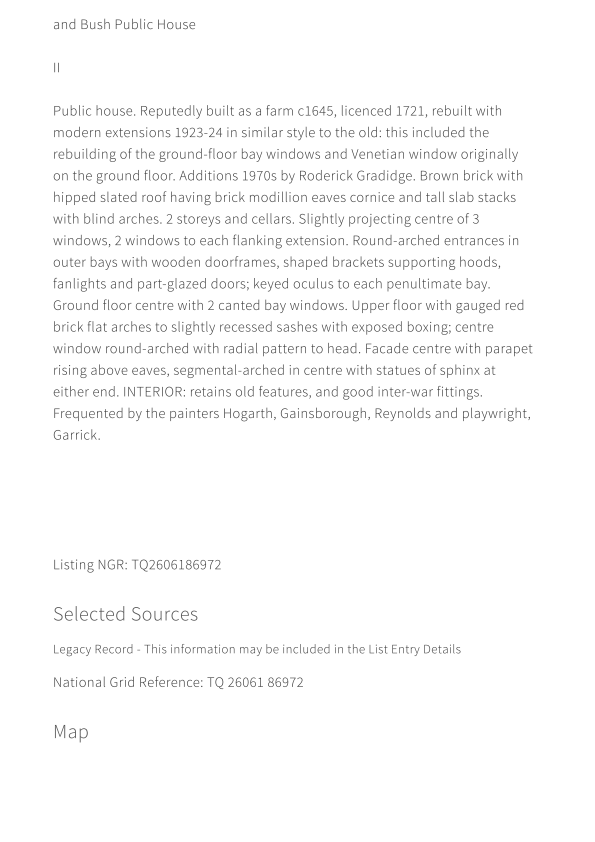 and Bush Public House
II
Public house. Reputedly built as a farm c1645, licenced 1721, rebuilt with
modern extensions 1923-24 in similar style to the old: this included the
rebuilding of the ground-floor bay windows and Venetian window originally
on the ground floor. Additions 1970s by Roderick Gradidge. Brown brick with
hipped slated roof having brick modillion eaves cornice and tall slab stacks
with blind arches. 2 storeys and cellars. Slightly projecting centre of 3
windows, 2 windows to each flanking extension. Round-arched entrances in
outer bays with wooden doorframes, shaped brackets supporting hoods,
fanlights and part-glazed doors; keyed oculus to each penultimate bay.
Ground floor centre with 2 canted bay windows. Upper floor with gauged red
brick flat arches to slightly recessed sashes with exposed boxing; centre
window round-arched with radial pattern to head. Facade centre with parapet
rising above eaves, segmental-arched in centre with statues of sphinx at
either end. INTERIOR: retains old features, and good inter-war fittings.
Frequented by the painters Hogarth, Gainsborough, Reynolds and playwright,
Garrick.
Listing NGR: TQ2606186972
Selected Sources
Legacy Record - This information may be included in the List Entry Details
National Grid Reference: TQ 26061 86972
Map